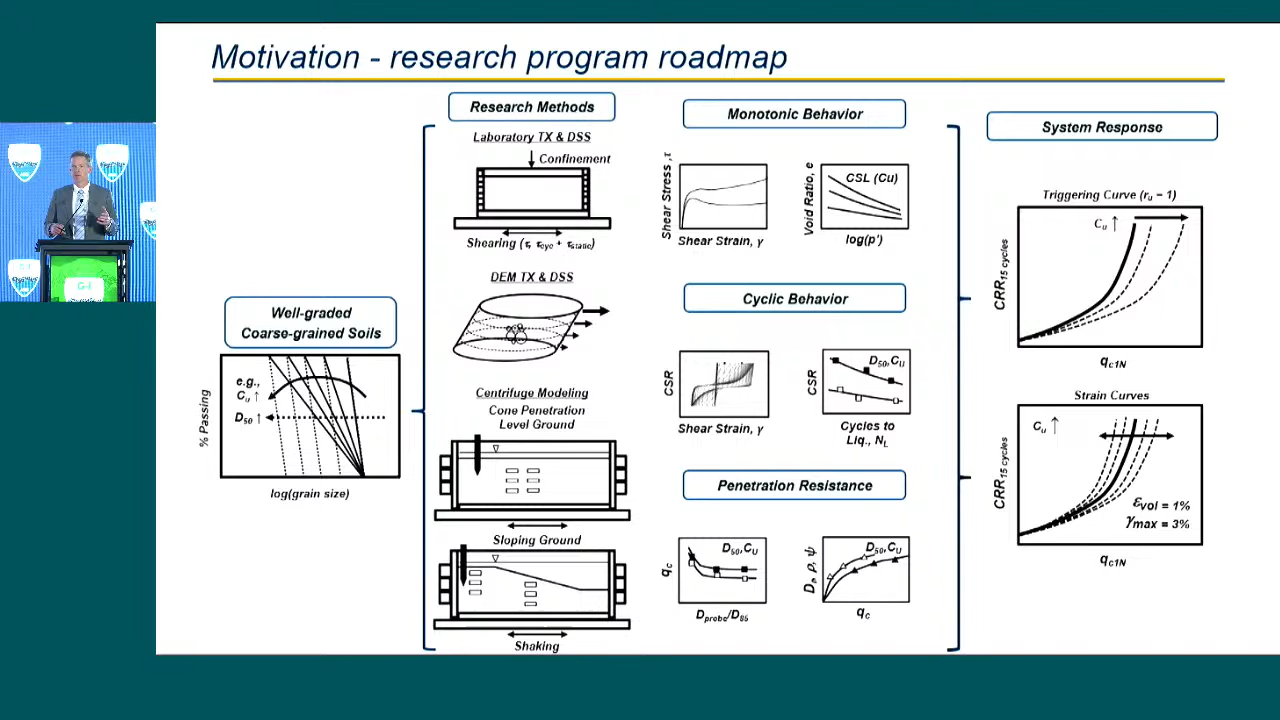 Motivation - research program roadmap
Well-graded
Coarse-grained Soils
e.g.,
Cu ↑
D50 ↑
% Passing
log(grain size)
Research Methods
Laboratory TX & DSS
Confinement
Shearing (τ, τcyc + τstatic)
DEM TX & DSS
Centrifuge Modeling
Cone Penetration
Level Ground
Sloping Ground
Shaking
Monotonic Behavior
Shear Stress, τ
Shear Strain, γ
Void Ratio, e
CSL (Cu)
log(p')
Cyclic Behavior
CSR
Shear Strain, γ
CSR
D50, CU
Cycles to
Liq., NL
Penetration Resistance
qc
D50, CU
Dprobe/D85
D, ρ, ψ
D50, CU
qc
System Response
Triggering Curve (ru – 1)
Cu ↑
CRR15 cycles
qc1N
Strain Curves
Cu ↑
CRR15 cycles
εvol = 1%
γmax = 3%
qc1N